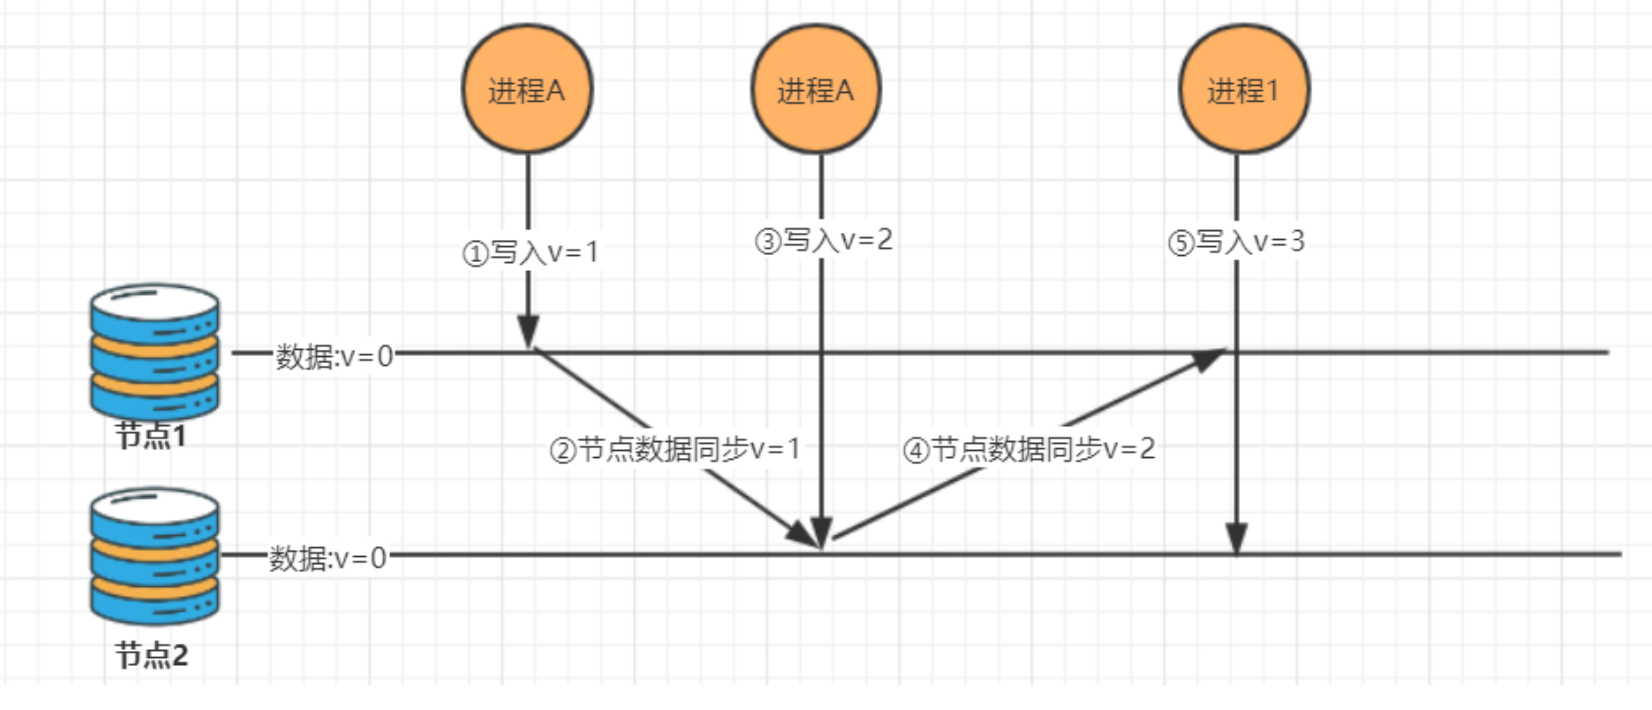 进程A
进程A
进程1
①写入v=1
③写入v=2
⑤写入v=3
数据:v=0
节点1
②节点数据同步v=1
④节点数据同步v=2
数据:v=0
节点2